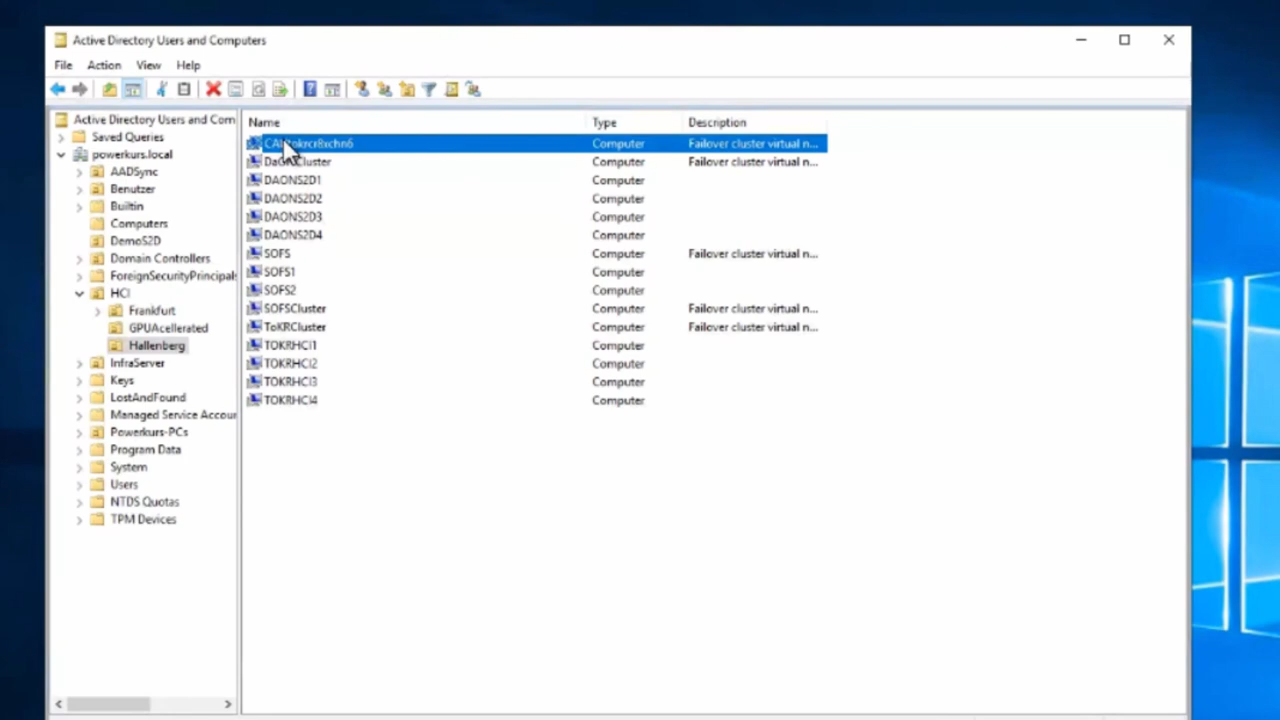 Active Directory Users and Computers
File Action View Help
Active Directory Users and Com
Saved Queries
powerkurs.local
AADSync
Benutzer
Builtin
Computers
DemoS2D
Domain Controllers
ForeignSecurityPrincipals
HCI
Frankfurt
GPUAcellerated
Hallenberg
InfraServer
Keys
LostAndFound
Managed Service Accour
Powerkurs-PCs
Program Data
System
Users
NTDS Quotas
TPM Devices
Name Type Description
Computer Failover cluster virtual n...
Computer Failover cluster virtual n...
DAONS2D1 Computer
DAONS2D2 Computer
DAONS2D3 Computer
DAONS2D4 Computer
SOFS Computer Failover cluster virtual n...
SOFS1 Computer
SOFS2 Computer
SOFSCluster Computer Failover cluster virtual n...
ToKRCluster Computer Failover cluster virtual n...
TOKRHCI1 Computer
TOKRHCI2 Computer
TOKRHCI3 Computer
TOKRHCI4 Computer